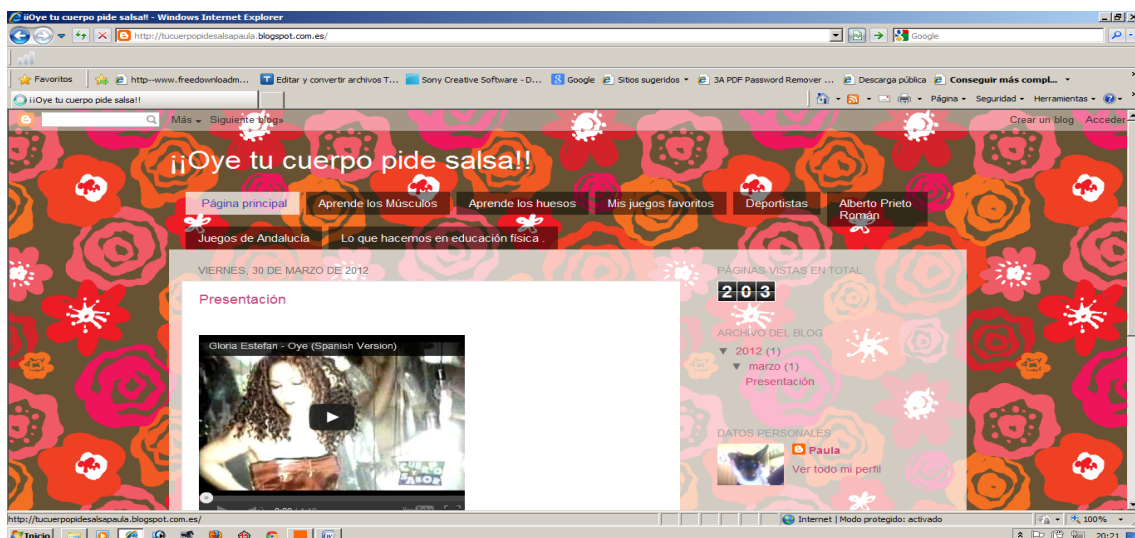 ¡¡Oye tu cuerpo pide salsa!! - Windows Internet Explorer
http://tucuerpopidesalsapaula.blogspot.com.es/
Google
Favoritos http--www.freedownloadm... Editar y convertir archivos T... Sony Creative Software - D... Google Sitios sugeridos 3A PDF Password Remover ... Descarga pública Conseguir más compl...
¡¡Oye tu cuerpo pide salsa!! Página Seguridad Herramientas
Más Siguiente blog» Crear un blog Acceder
¡¡Oye tu cuerpo pide salsa!!
Página principal Aprende los Músculos Aprende los huesos Mis juegos favoritos Deportistas Alberto Prieto Román
Juegos de Andalucía Lo que hacemos en educación física .
VIERNES, 30 DE MARZO DE 2012
Presentación
Gloria Estefan - Oye (Spanish Version)
PÁGINAS VISTAS EN TOTAL
203
ARCHIVO DEL BLOG
▼ 2012 (1)
▼ marzo (1)
Presentación
DATOS PERSONALES
Paula
Ver todo mi perfil
http://tucuerpopidesalsapaula.blogspot.com.es/ Internet | Modo protegido: activado 100%
Inicio 20:21